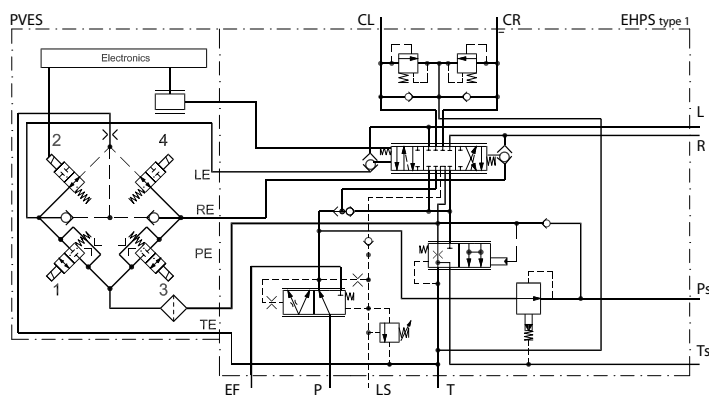 PVES CL CR EHPS type 1
Electronics
L
2 4 R
LE
RE
PE
1 3 Ps
TE Ts
EF P LS T